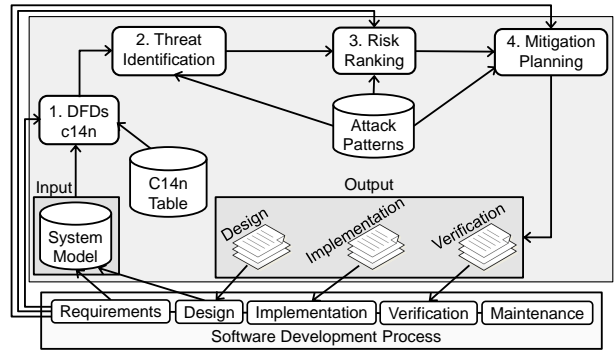 2. Threat
Identification
3. Risk
Ranking
4. Mitigation
Planning
1. DFDs
c14n
Attack
Patterns
C14n
Table
Input
Output
System
Model
Design
Implementation
Verification
Requirements
Design
Implementation
Verification
Maintenance
Software Development Process